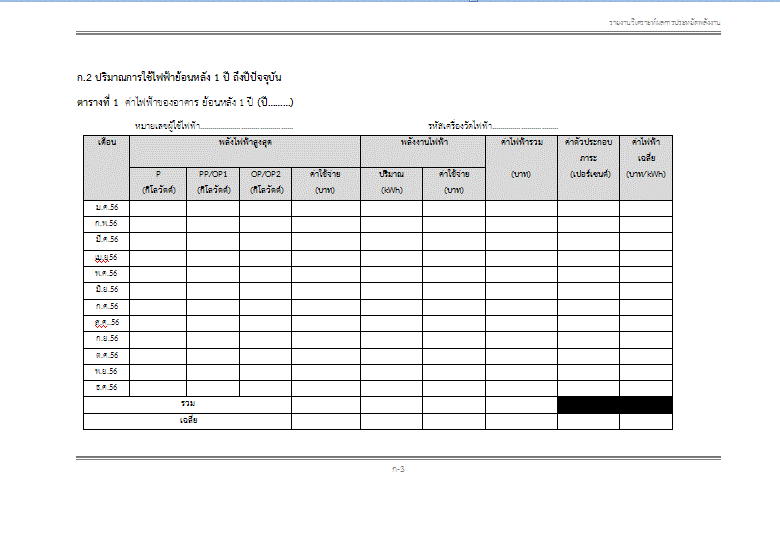 รายงานวิเคราะห์ผลการประหยัดพลังงาน
ก.2 ปริมาณการใช้ไฟฟ้าย้อนหลัง 1 ปี ถึงปีปัจจุบัน
ตารางที่ 1 ค่าไฟฟ้าของอาคาร ย้อนหลัง 1 ปี (ปี.........)
หมายเลขผู้ใช้ไฟฟ้า.................................... รหัสเครื่องวัดไฟฟ้า..........................
เดือน พลังไฟฟ้าสูงสุด พลังงานไฟฟ้า ค่าไฟฟ้ารวม ค่าตัวประกอบ ค่าไฟฟ้า
ภาระ เฉลี่ย
P PP/OP1 OP/OP2 ค่าใช้จ่าย ปริมาณ ค่าใช้จ่าย (บาท) (เปอร์เซนต์) (บาท/kWh)
(กิโลวัตต์) (กิโลวัตต์) (กิโลวัตต์) (บาท) (kWh) (บาท)
ม.ค.56
ก.พ.56
มี.ค.56
เม.ย56
พ.ค.56
มิ.ย.56
ก.ค.56
ส.ค..56
ก.ย.56
ต.ค.56
พ.ย.56
ธ.ค.56
รวม
เฉลี่ย
ก-3